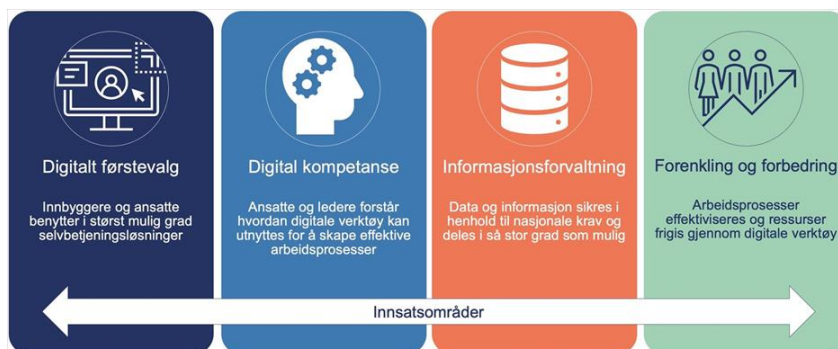 Digitalt førstevalg
Innbyggere og ansatte
benytter i størst mulig grad
selvbetjeningsløsninger
Digital kompetanse
Ansatte og ledere forstår
hvordan digitale verktøy kan
utnyttes for å skape effektive
arbeidsprosesser
Informasjonsforvaltning
Data og informasjon sikres i
henhold til nasjonale krav og
deles i så stor grad som mulig
Forenkling og forbedring
Arbeidsprosesser
effektiviseres og ressurser
frigis gjennom digitale verktøy
Innsatsområder